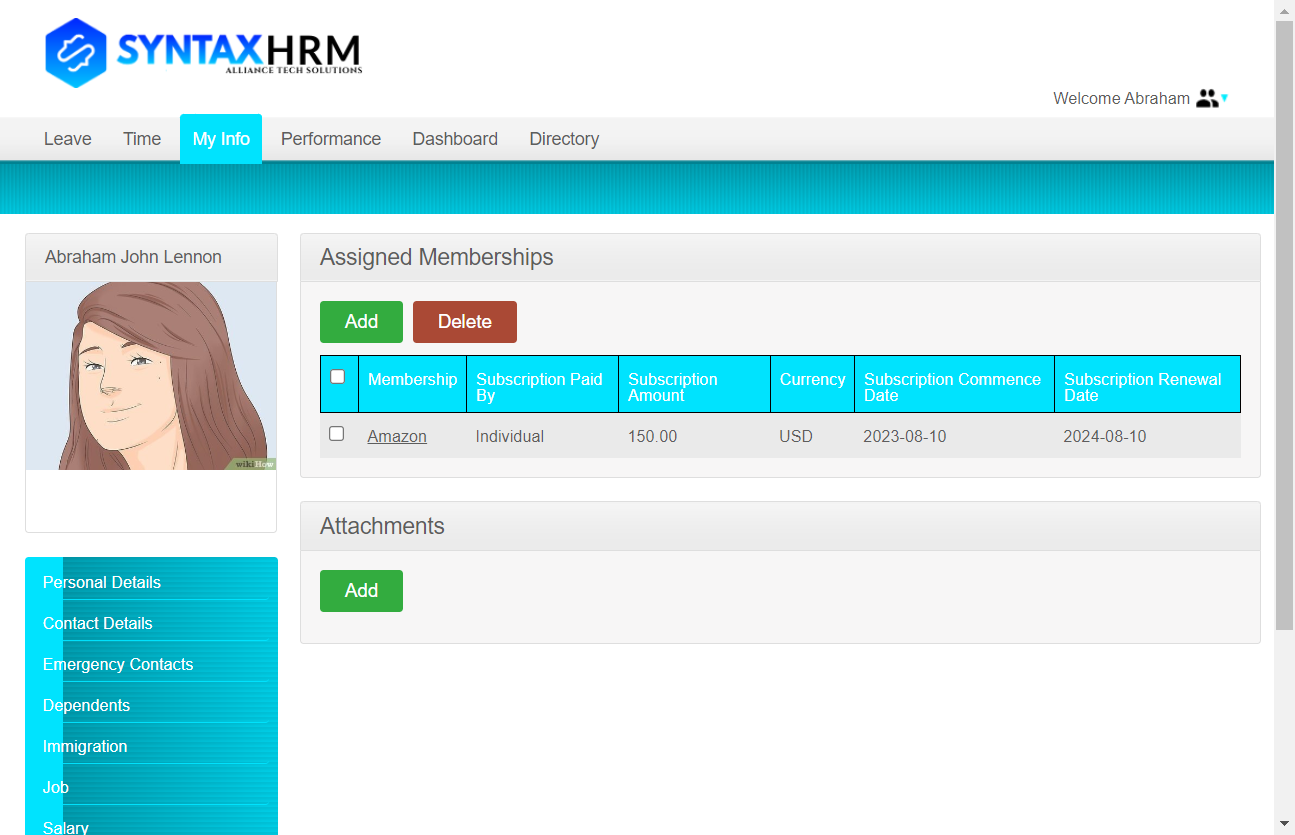 SYNTAXHRM
ALLIANCE TECH SOLUTIONS
Welcome Abraham
Leave Time My Info Performance Dashboard Directory
Abraham John Lennon
wikiHow
Assigned Memberships
Add Delete
Membership Subscription Paid By Subscription Amount Currency Subscription Commence Date Subscription Renewal Date
Amazon Individual 150.00 USD 2023-08-10 2024-08-10
Attachments
Add
Personal Details
Contact Details
Emergency Contacts
Dependents
Immigration
Job
Salary